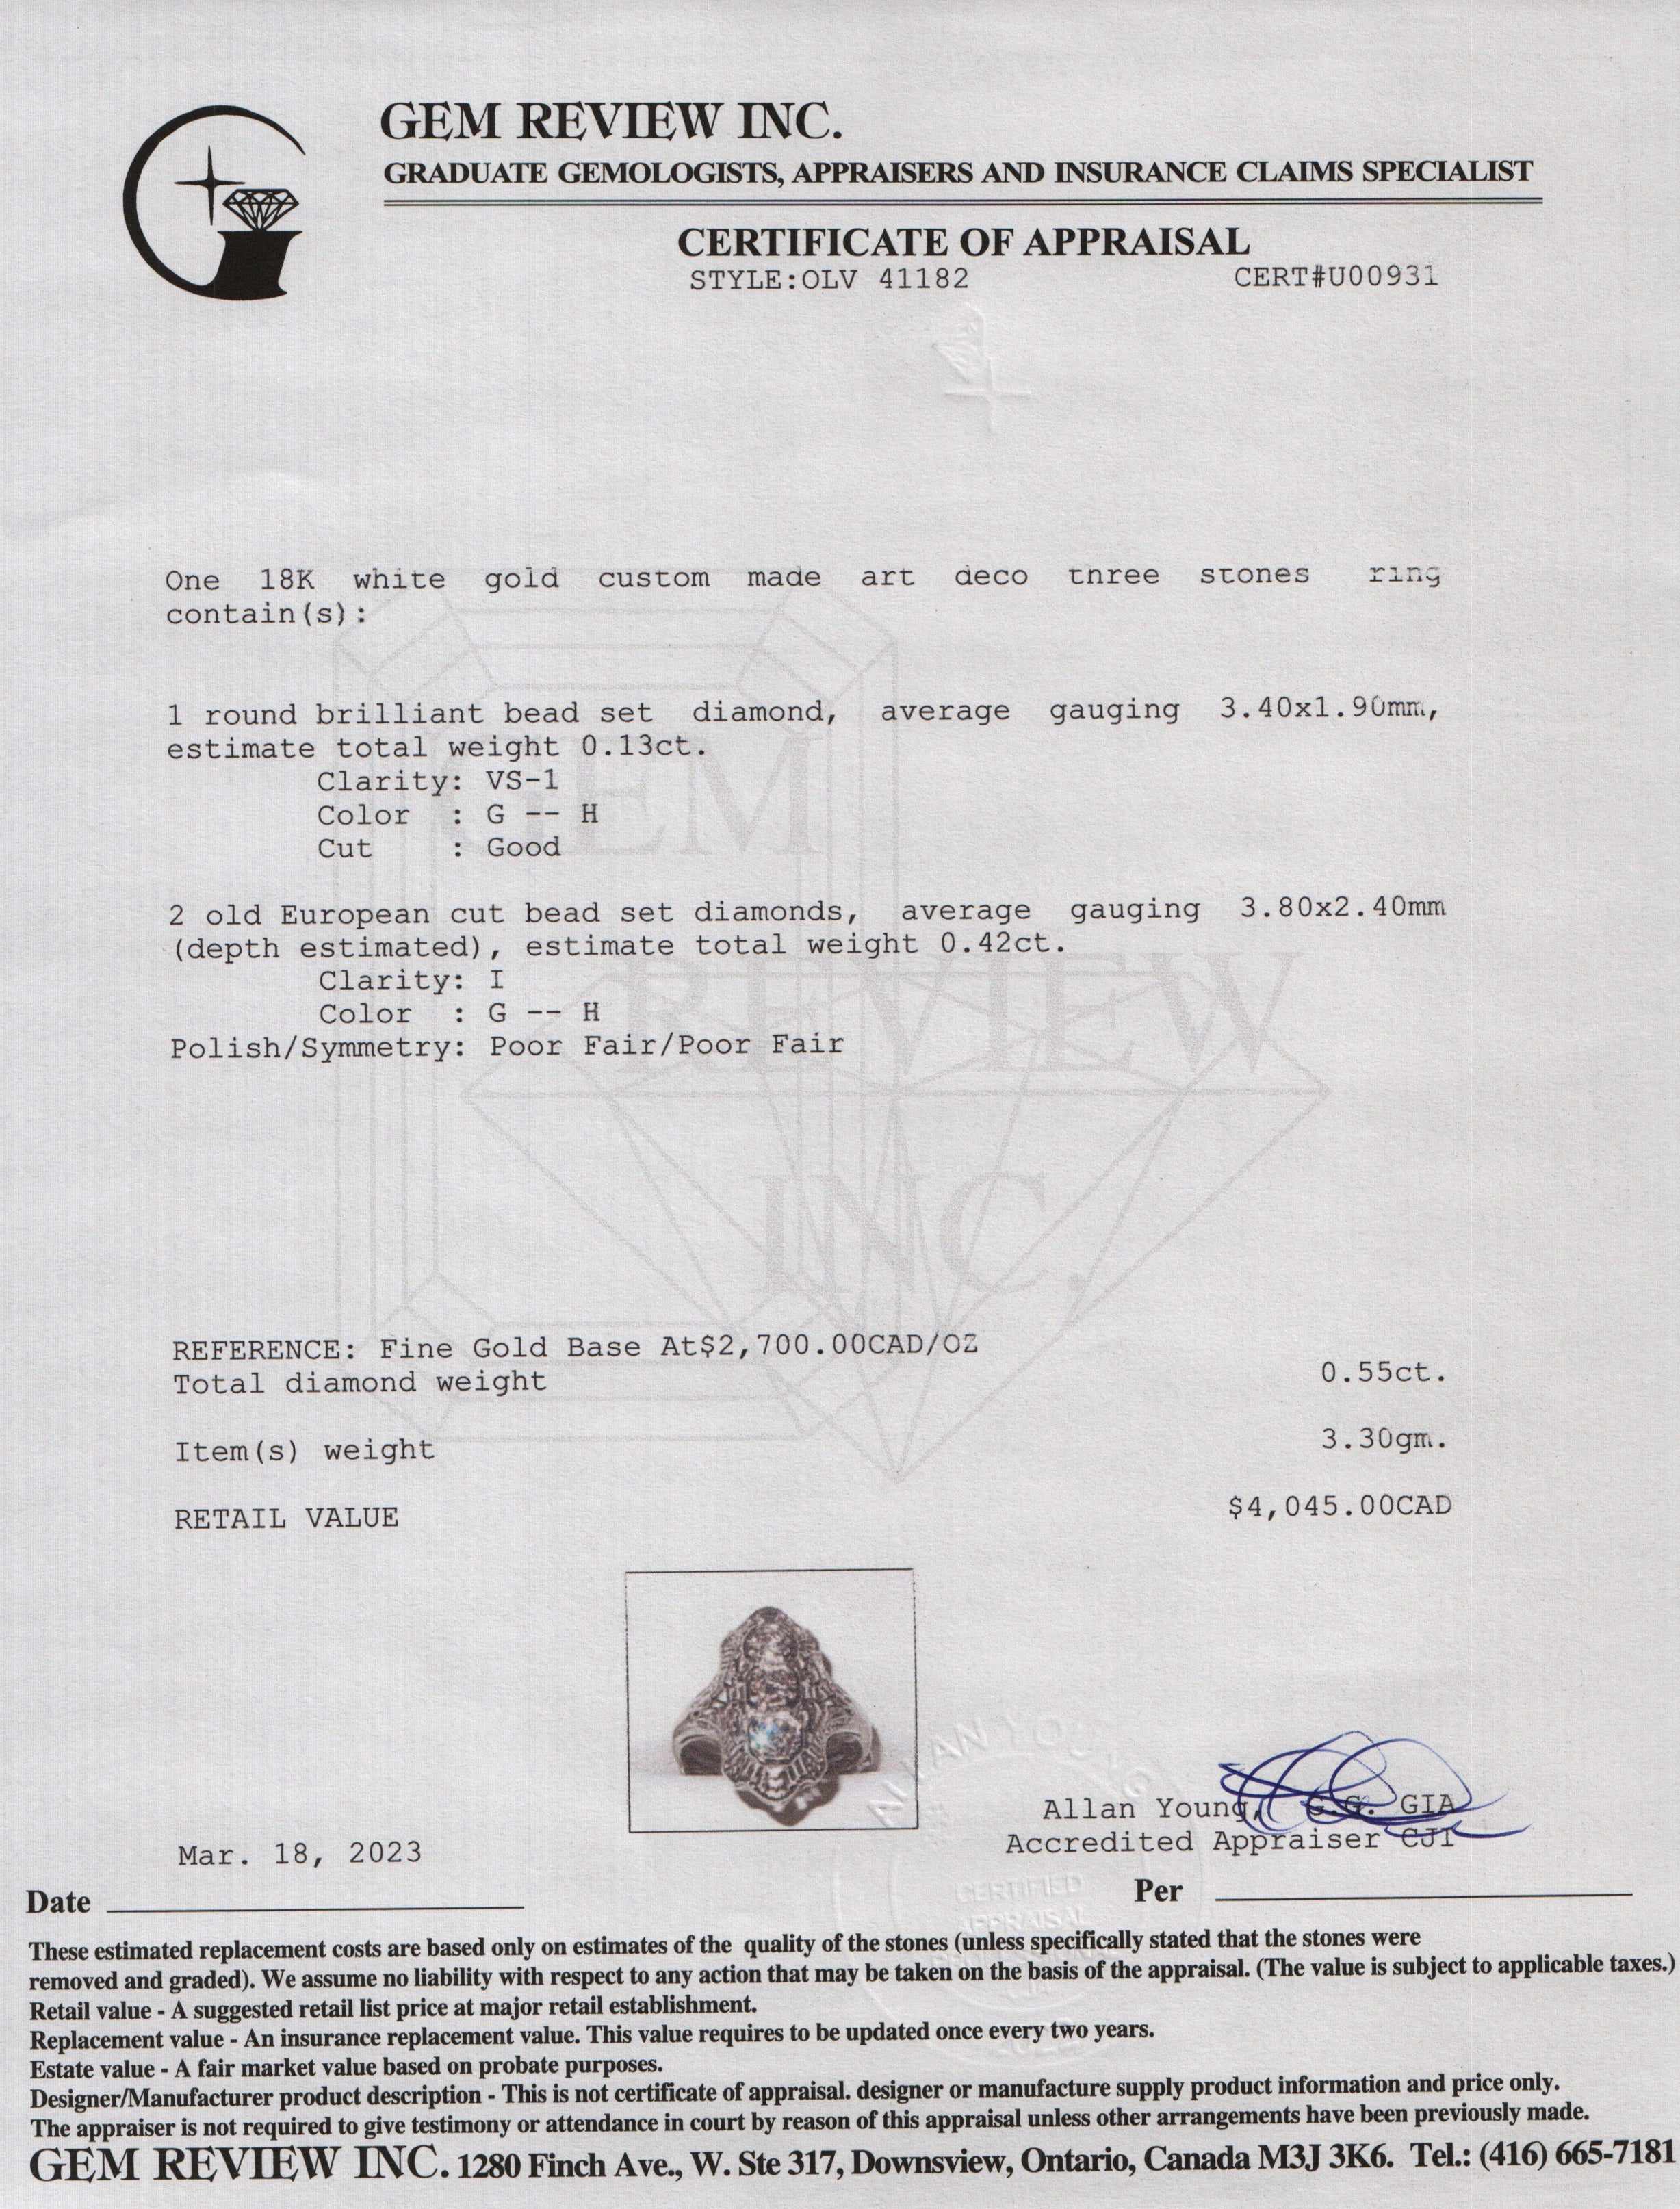 GEM REVIEW INC.
GRADUATE GEMOLOGISTS, APPRAISERS AND INSURANCE CLAIMS SPECIALIST
CERTIFICATE OF APPRAISAL
STYLE:OLV 41182 CERT#U00931
One 18K white gold custom made art deco three stones ring
contain(s):
1 round brilliant bead set diamond, average gauging 3.40x1.90mm,
estimate total weight 0.13ct.
Clarity: VS-1
Color : G -- H
Cut : Good
2 old European cut bead set diamonds, average gauging 3.80x2.40mm
(depth estimated), estimate total weight 0.42ct.
Clarity: I
Color : G -- H
Polish/Symmetry: Poor Fair/Poor Fair
GEM
REVIEW
INC.
REFERENCE: Fine Gold Base At$2,700.00CAD/OZ
Total diamond weight 0.55ct.
Item(s) weight 3.30gm.
RETAIL VALUE $4,045.00CAD
ALLAN YOUNG
CERTIFIED
APPRAISAL
Allan Young, G.G. GIA
Accredited Appraiser CJI
Mar. 18, 2023
Date Per
These estimated replacement costs are based only on estimates of the quality of the stones (unless specifically stated that the stones were
removed and graded). We assume no liability with respect to any action that may be taken on the basis of the appraisal. (The value is subject to applicable taxes.)
Retail value - A suggested retail list price at major retail establishment.
Replacement value - An insurance replacement value. This value requires to be updated once every two years.
Estate value - A fair market value based on probate purposes.
Designer/Manufacturer product description - This is not certificate of appraisal. designer or manufacture supply product information and price only.
The appraiser is not required to give testimony or attendance in court by reason of this appraisal unless other arrangements have been previously made.
GEM REVIEW INC. 1280 Finch Ave., W. Ste 317, Downsview, Ontario, Canada M3J 3K6. Tel.: (416) 665-7181